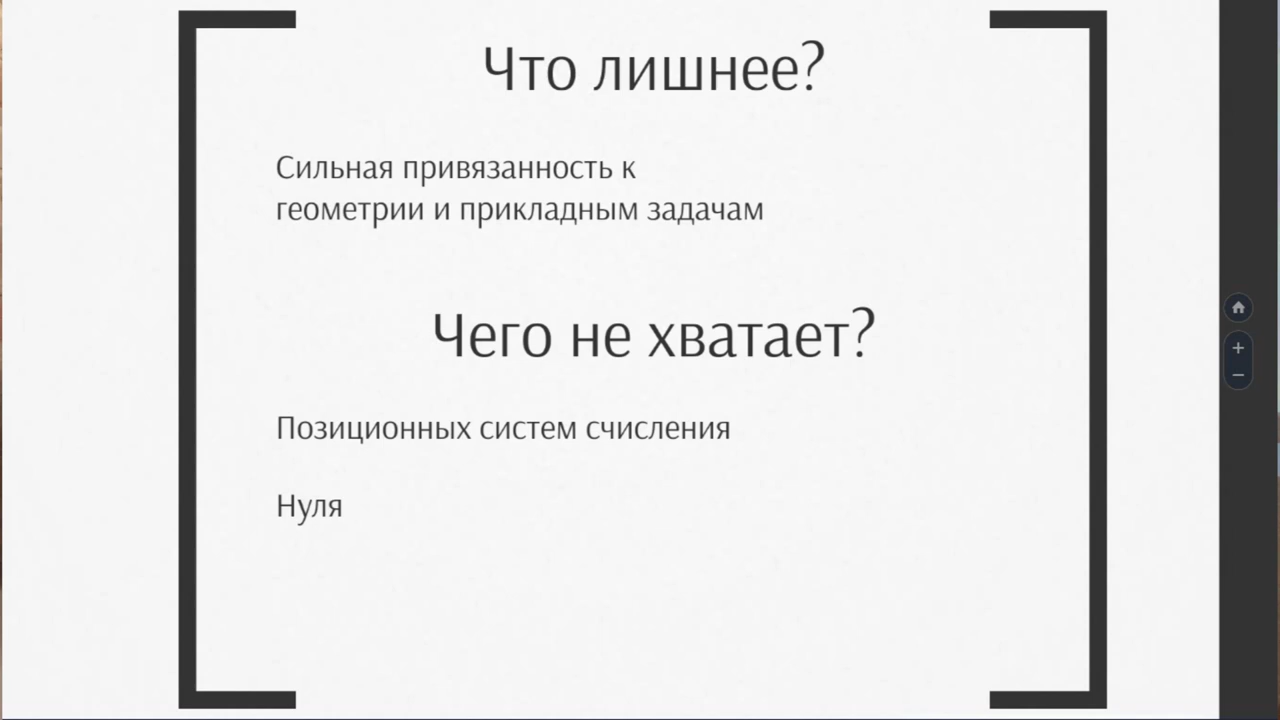 Что лишнее?
Сильная привязанность к
геометрии и прикладным задачам
Чего не хватает?
Позиционных систем счисления
Нуля